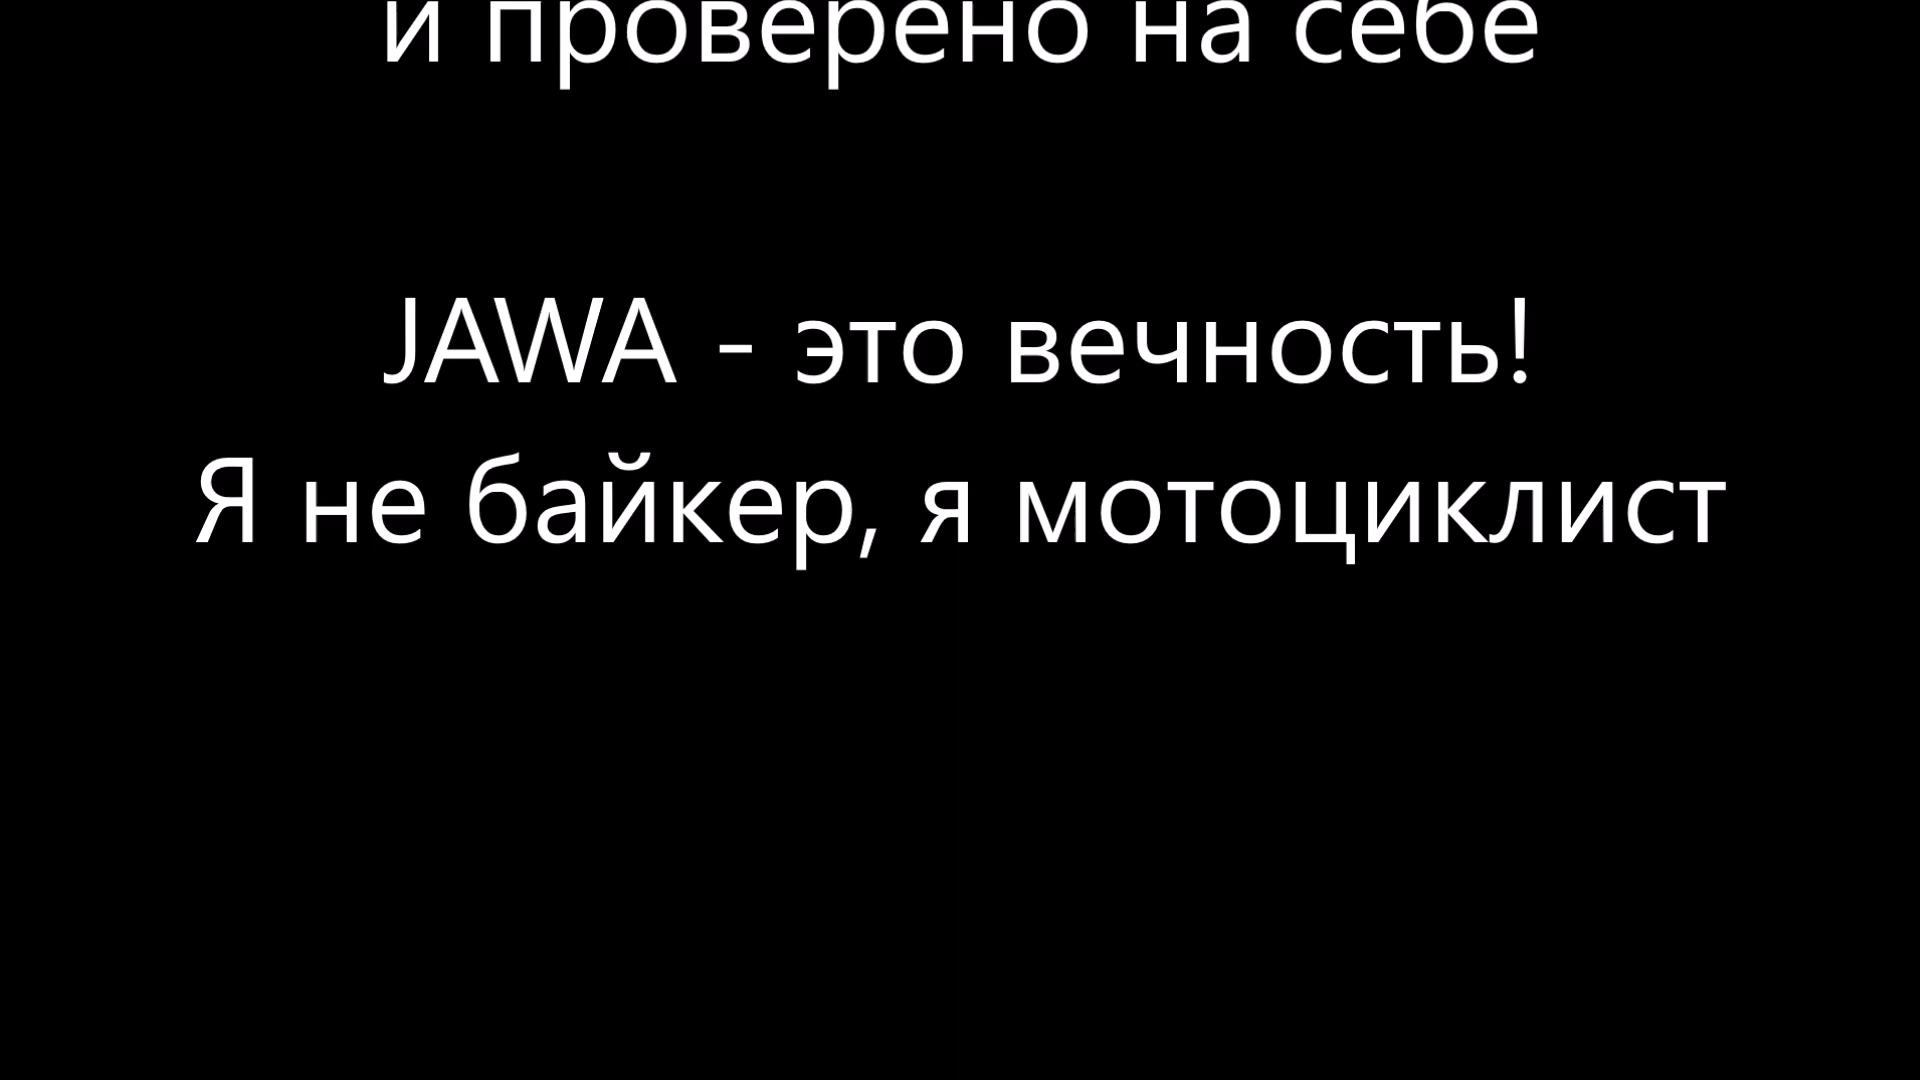 и проверено на себе
JAWA - это вечность!
Я не байкер, я мотоциклист